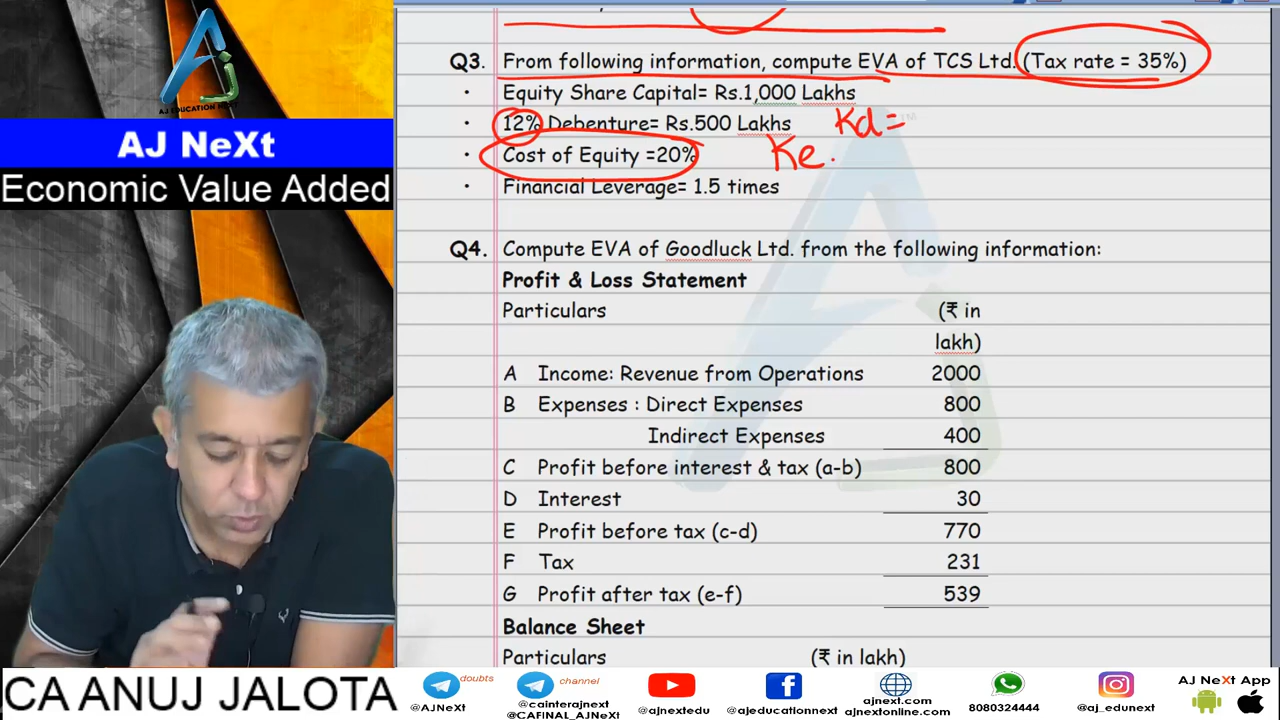 Q3. From following information, compute EVA of TCS Ltd. (Tax rate = 35%)
• Equity Share Capital= Rs.1,000 Lakhs
• 12% Debenture= Rs.500 Lakhs Kd=
• Cost of Equity =20% Ke.
• Financial Leverage= 1.5 times
Q4. Compute EVA of Goodluck Ltd. from the following information:
Profit & Loss Statement
Particulars (₹ in
lakh)
A Income: Revenue from Operations 2000
B Expenses : Direct Expenses 800
Indirect Expenses 400
C Profit before interest & tax (a-b) 800
D Interest 30
E Profit before tax (c-d) 770
F Tax 231
G Profit after tax (e-f) 539
Balance Sheet
Particulars (₹ in lakh)
AJ EDUCATION NEXT
AJ NeXt
Economic Value Added
CA ANUJ JALOTA
doubts
@AJNeXt
channel
@cainterajnext
@CAFINAL_AJNeXt
@ajnextedu
@ajeducationnext
ajnext.com
ajnextonline.com
8080324444
@aj_edunext
AJ NeXt App